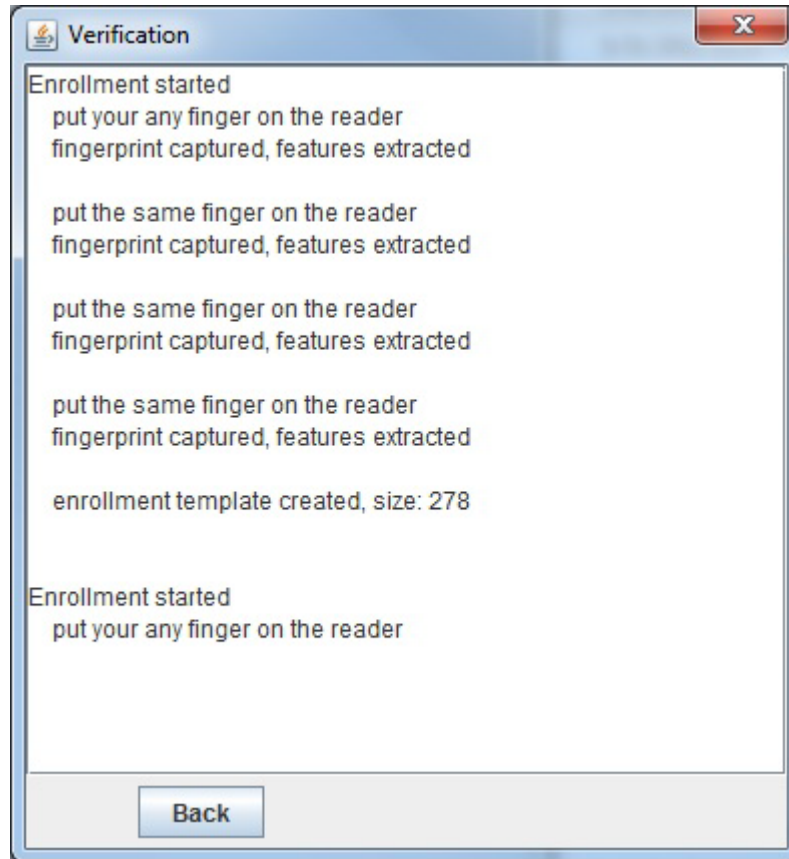 Verification
Enrollment started
put your any finger on the reader
fingerprint captured, features extracted
put the same finger on the reader
fingerprint captured, features extracted
put the same finger on the reader
fingerprint captured, features extracted
put the same finger on the reader
fingerprint captured, features extracted
enrollment template created, size: 278
Enrollment started
put your any finger on the reader
Back